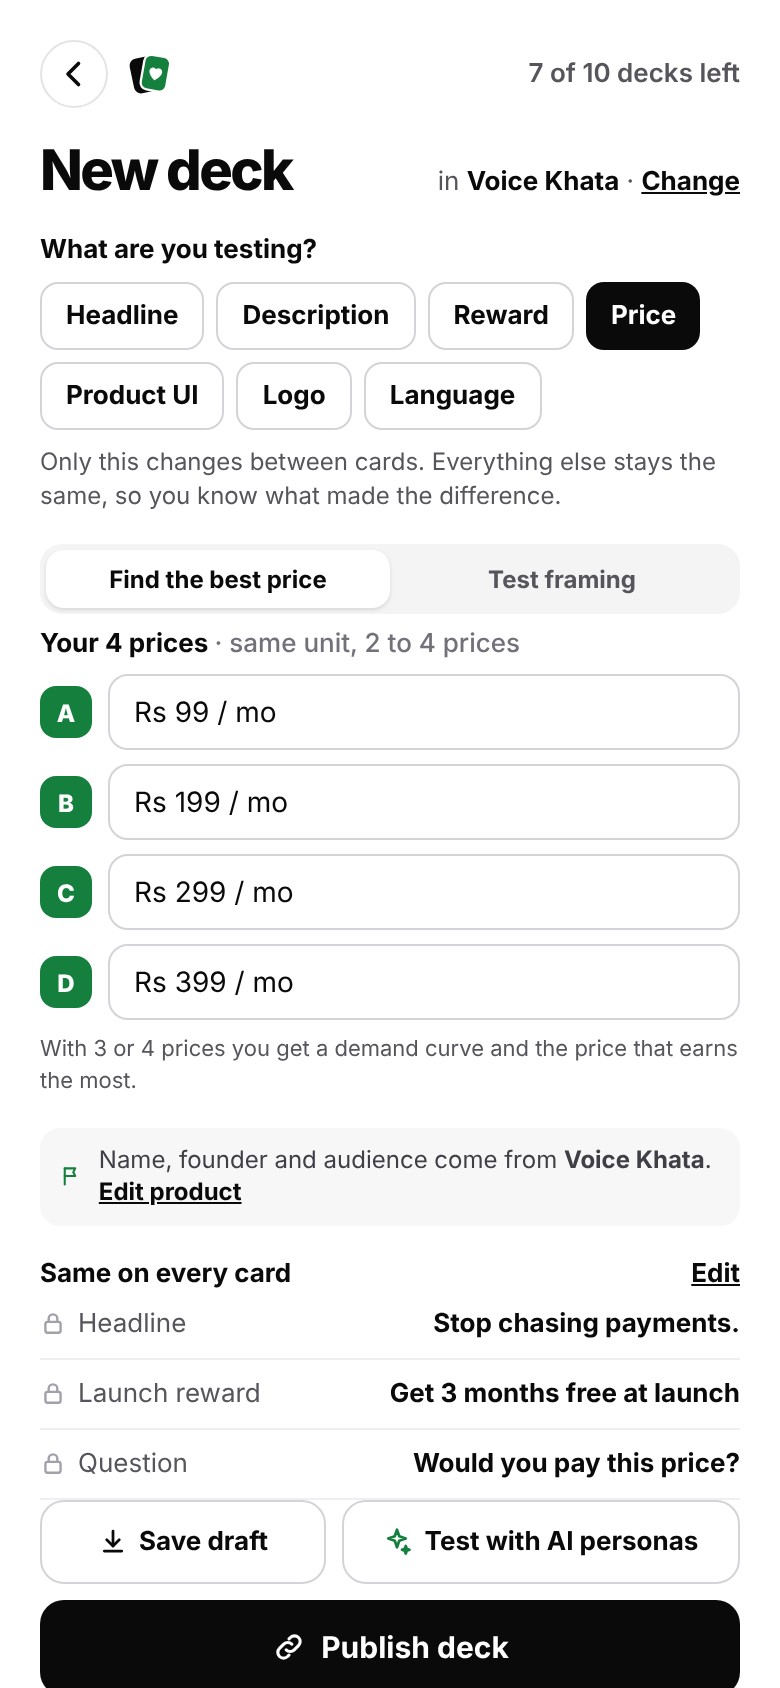 7 of 10 decks left
New deck
in Voice Khata · Change
What are you testing?
Headline
Description
Reward
Price
Product UI
Logo
Language
Only this changes between cards. Everything else stays the
same, so you know what made the difference.
Find the best price
Test framing
Your 4 prices · same unit, 2 to 4 prices
A
Rs 99 / mo
B
Rs 199 / mo
C
Rs 299 / mo
D
Rs 399 / mo
With 3 or 4 prices you get a demand curve and the price that earns
the most.
Name, founder and audience come from Voice Khata.
Edit product
Same on every card
Edit
Headline
Stop chasing payments.
Launch reward
Get 3 months free at launch
Question
Would you pay this price?
Save draft
Test with AI personas
Publish deck